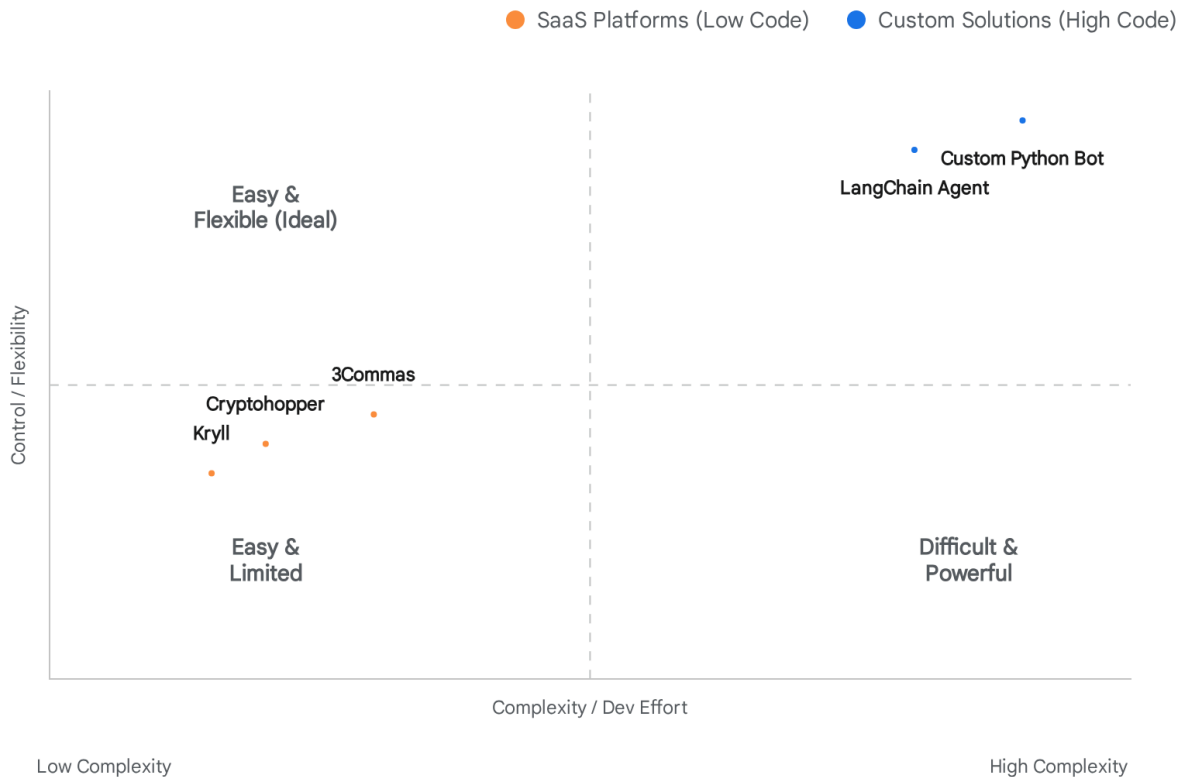 SaaS Platforms (Low Code)
Custom Solutions (High Code)
Custom Python Bot
LangChain Agent
Easy &
Flexible (Ideal)
Control / Flexibility
3Commas
Cryptohopper
Kryll
Easy &
Limited
Difficult &
Powerful
Complexity / Dev Effort
Low Complexity
High Complexity